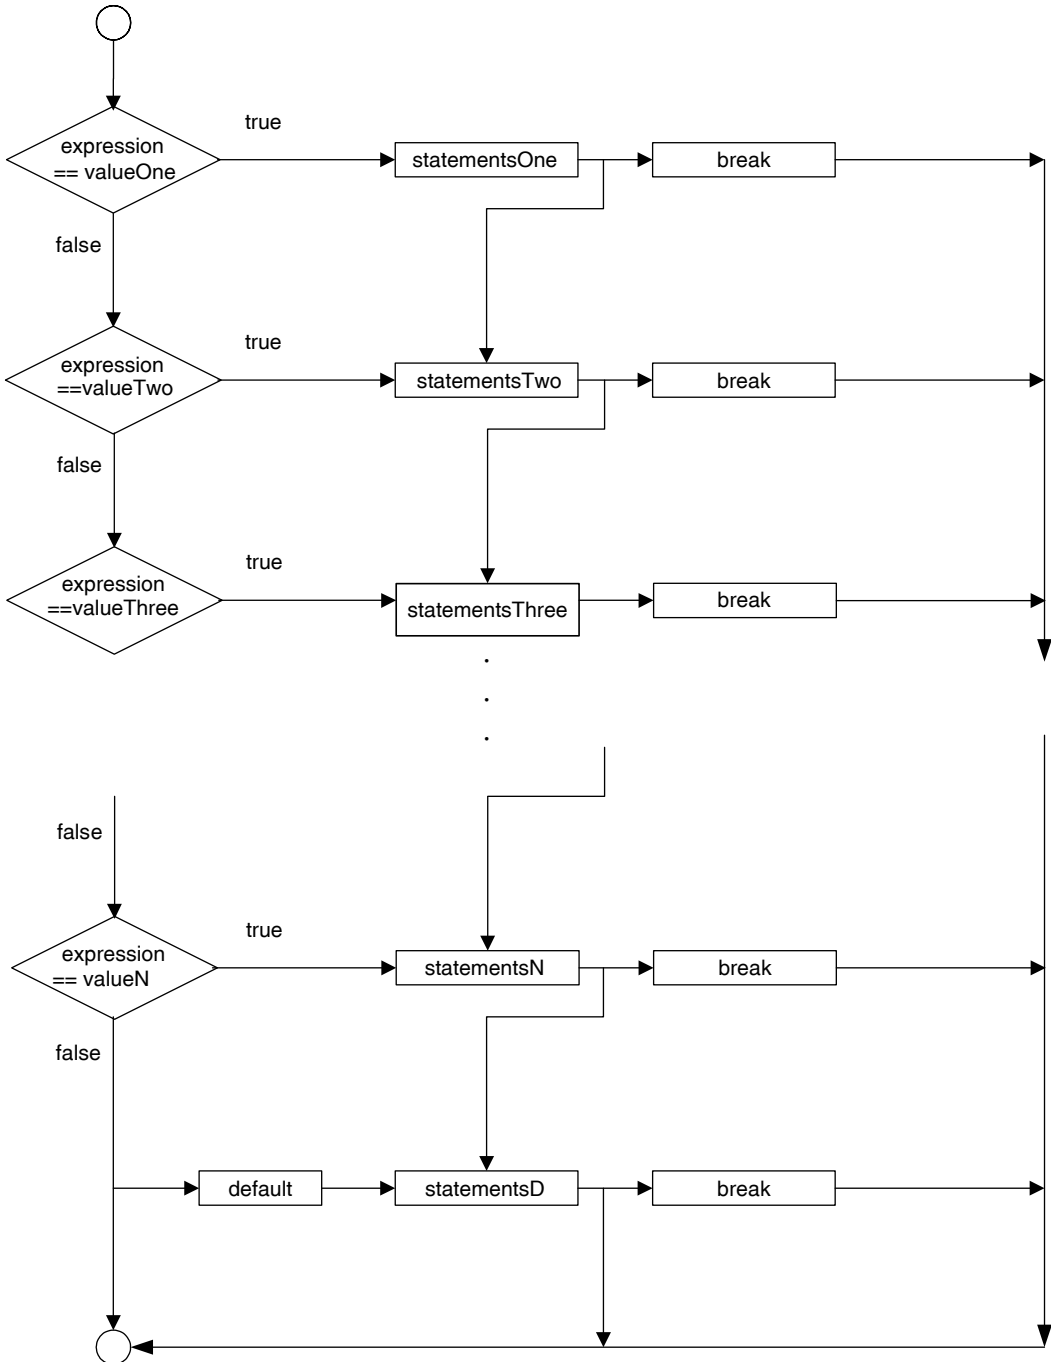 true
expression
== valueOne
statementsOne
break
false
true
expression
==valueTwo
statementsTwo
break
false
true
expression
==valueThree
statementsThree
break
.
.
.
false
true
expression
== valueN
statementsN
break
false
default
statementsD
break